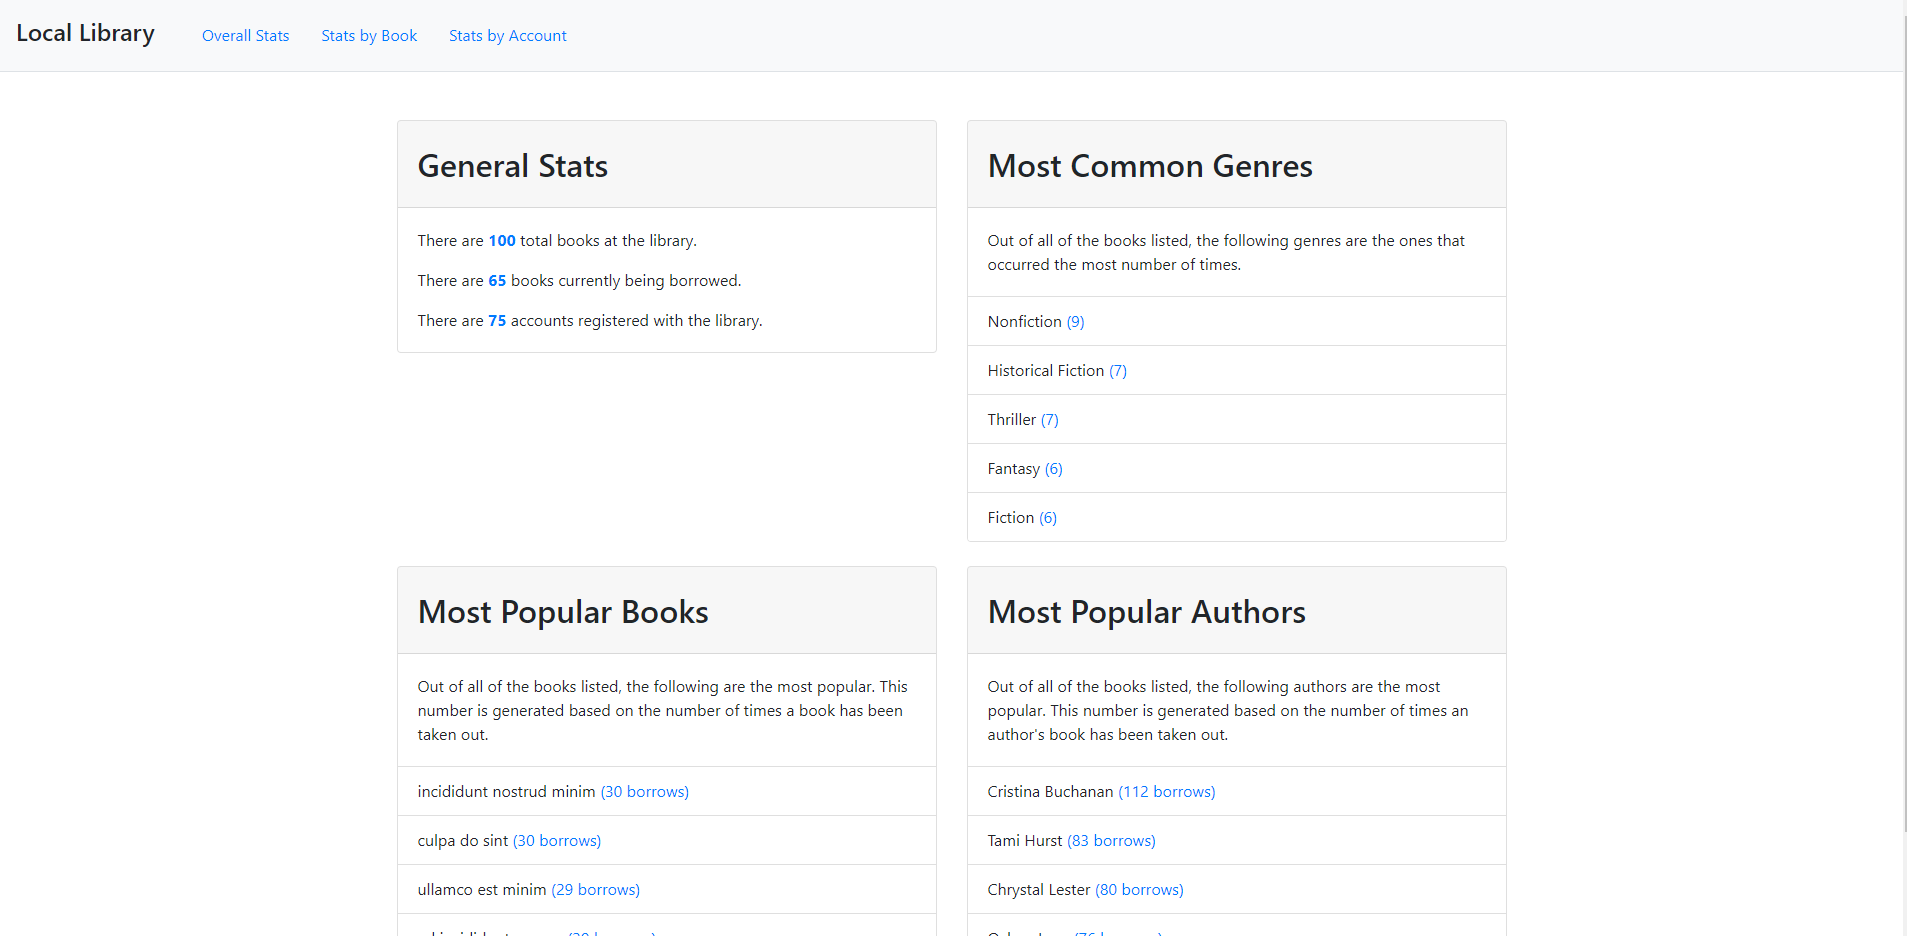 Local Library
Overall Stats
Stats by Book
Stats by Account
General Stats
There are 100 total books at the library.
There are 65 books currently being borrowed.
There are 75 accounts registered with the library.
Most Common Genres
Out of all of the books listed, the following genres are the ones that
occurred the most number of times.
Nonfiction (9)
Historical Fiction (7)
Thriller (7)
Fantasy (6)
Fiction (6)
Most Popular Books
Out of all of the books listed, the following are the most popular. This
number is generated based on the number of times a book has been
taken out.
incididunt nostrud minim (30 borrows)
culpa do sint (30 borrows)
ullamco est minim (29 borrows)
Most Popular Authors
Out of all of the books listed, the following authors are the most
popular. This number is generated based on the number of times an
author's book has been taken out.
Cristina Buchanan (112 borrows)
Tami Hurst (83 borrows)
Chrystal Lester (80 borrows)